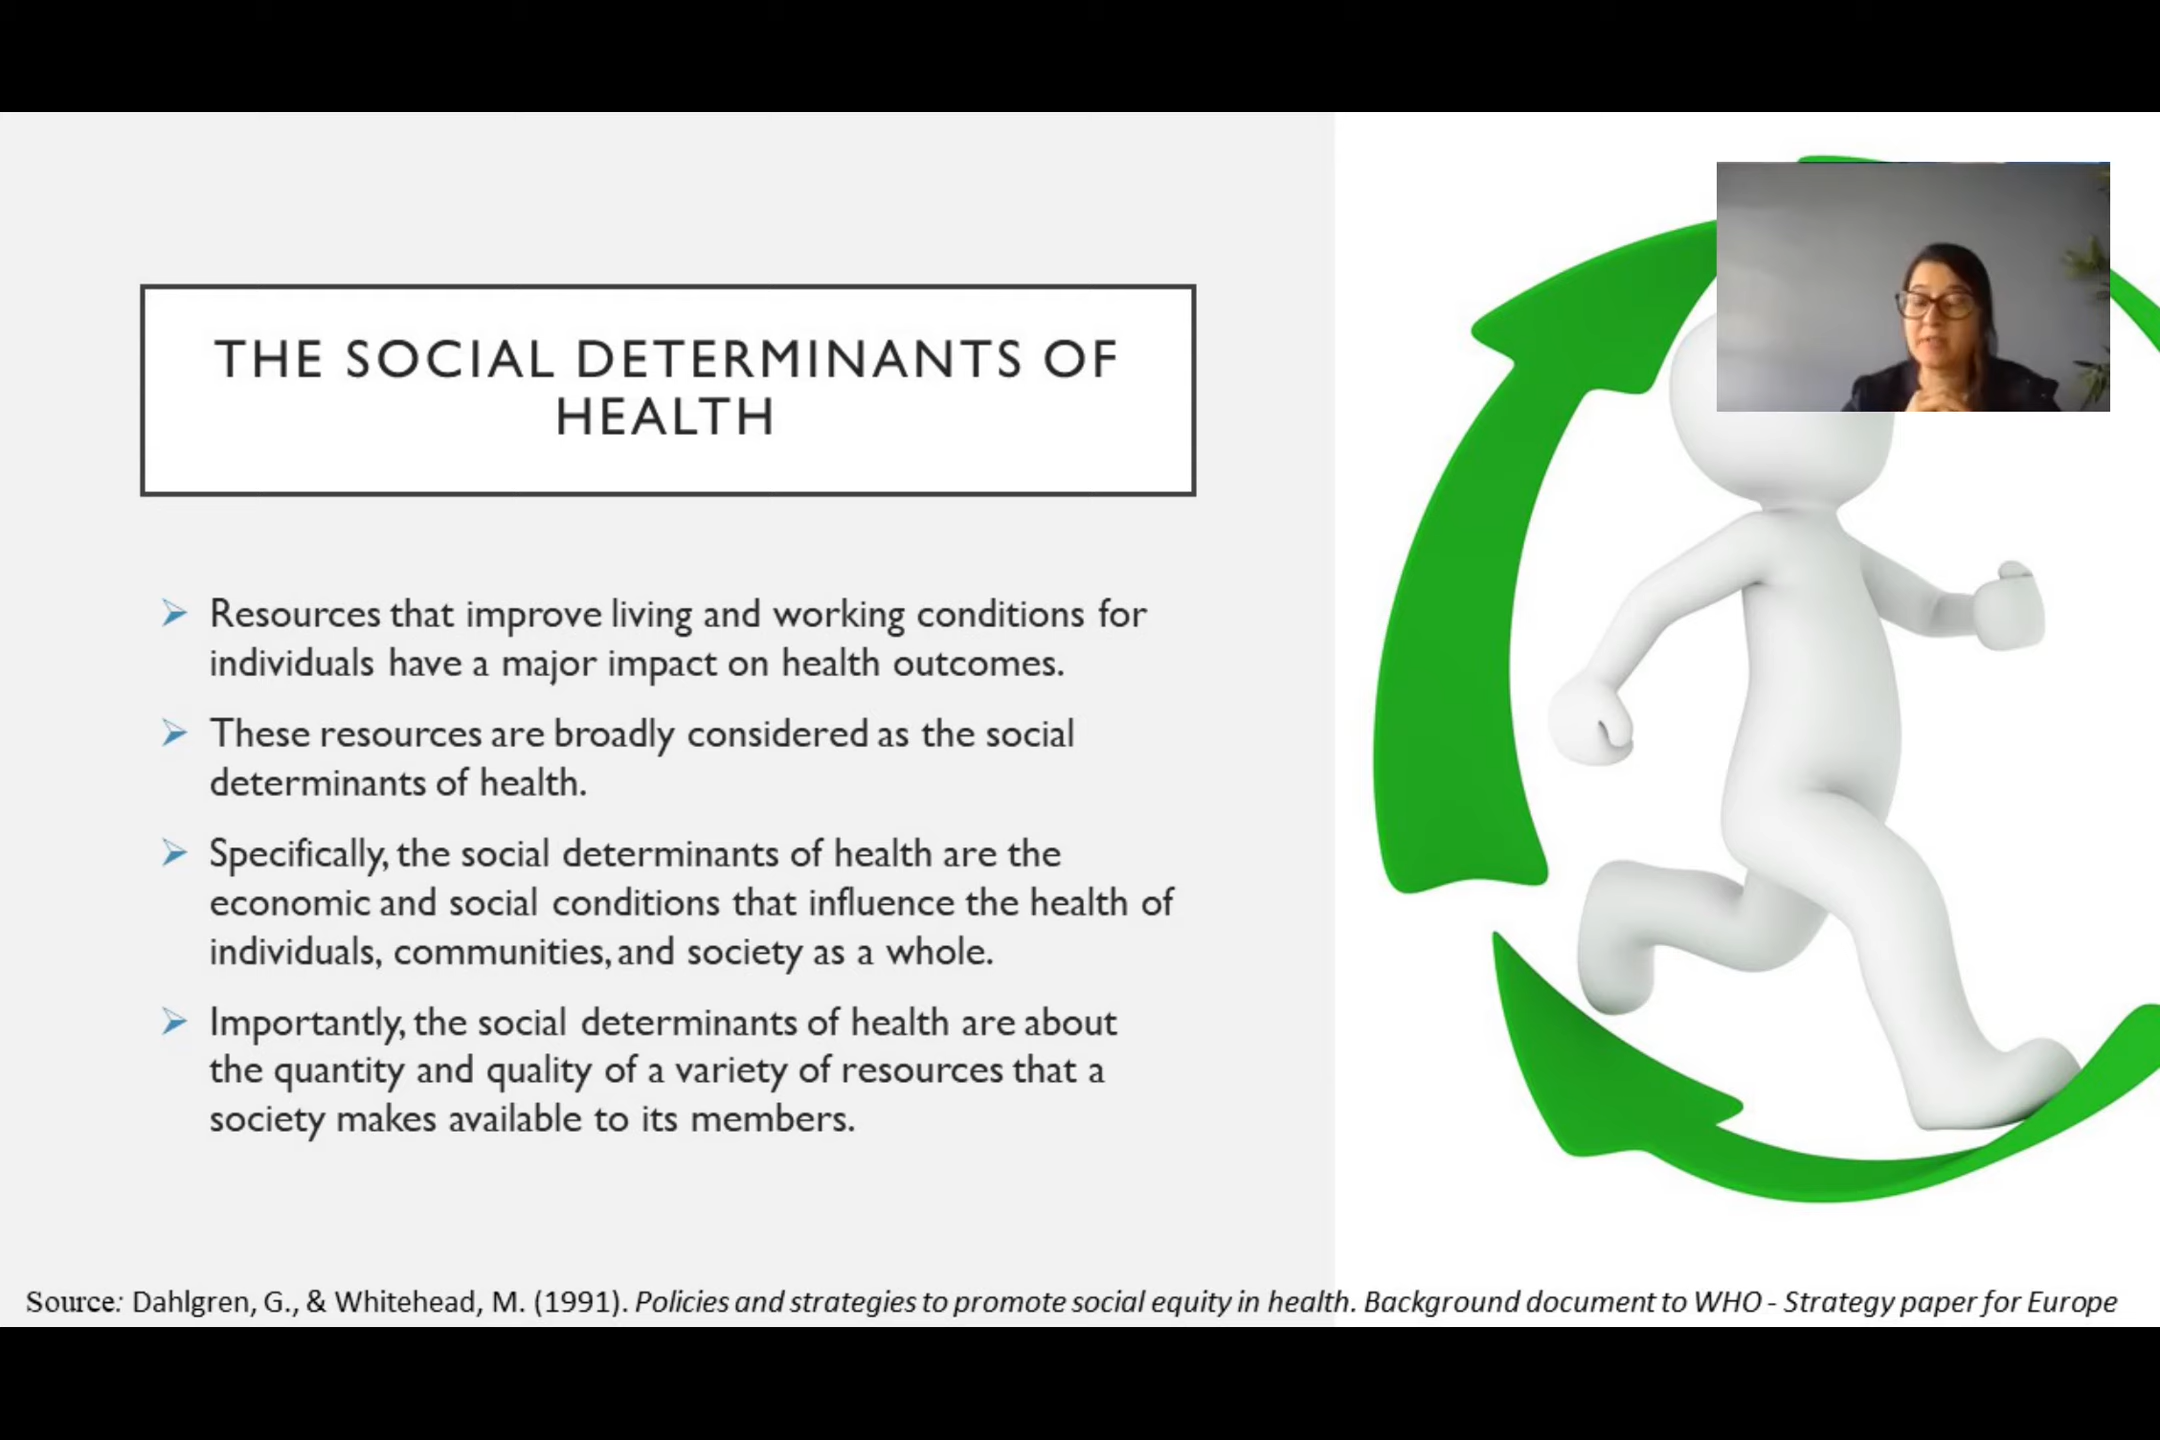 THE SOCIAL DETERMINANTS OF
HEALTH
Resources that improve living and working conditions for
individuals have a major impact on health outcomes.
These resources are broadly considered as the social
determinants of health.
Specifically, the social determinants of health are the
economic and social conditions that influence the health of
individuals, communities, and society as a whole.
Importantly, the social determinants of health are about
the quantity and quality of a variety of resources that a
society makes available to its members.
Source: Dahlgren, G., & Whitehead, M. (1991). Policies and strategies to promote social equity in health. Background document to WHO - Strategy paper for Europe